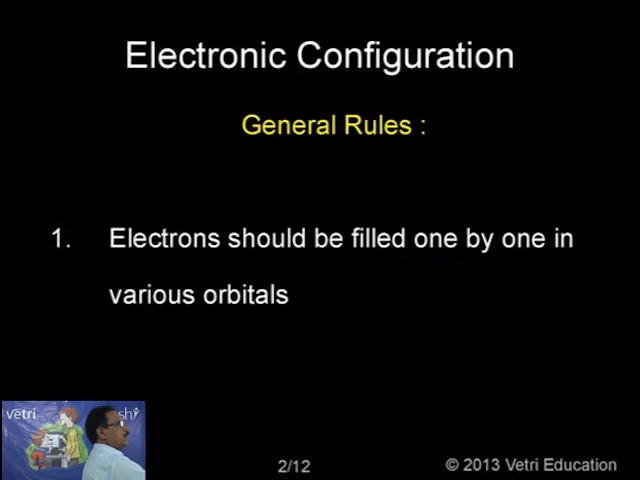 Electronic Configuration
General Rules :
1. Electrons should be filled one by one in
various orbitals
vetri
2/12
© 2013 Vetri Education